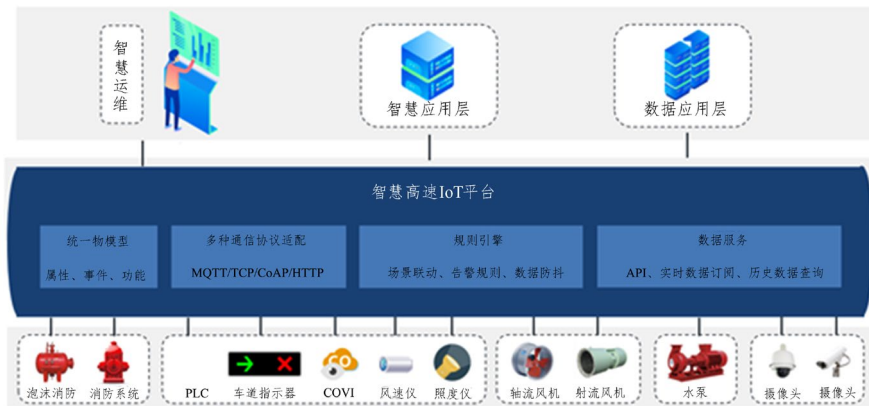 智慧运维
智慧应用层
数据应用层
智慧高速IoT平台
统一物模型
属性、事件、功能
多种通信协议适配
MQTT/TCP/CoAP/HTTP
规则引擎
场景联动、告警规则、数据防抖
数据服务
API、实时数据订阅、历史数据查询
泡沫消防
消防系统
PLC
车道指示器
CO
COVI
风速仪
照度仪
轴流风机
射流风机
水泵
摄像头
摄像头